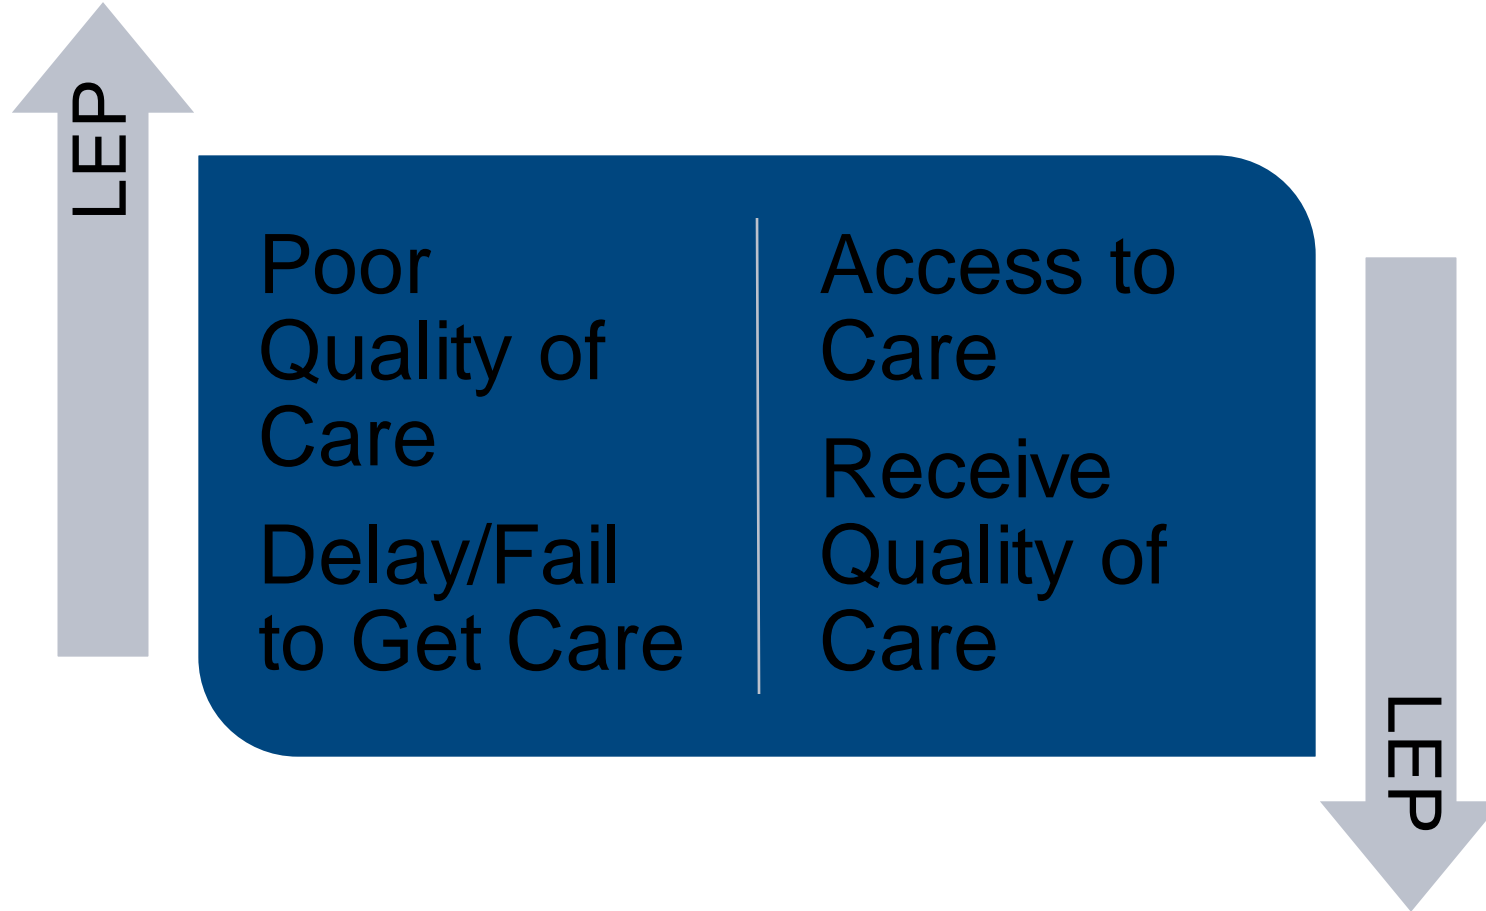 LEP
Poor
Quality of
Care
Delay/Fail
to Get Care
Access to
Care
Receive
Quality of
Care
LEP